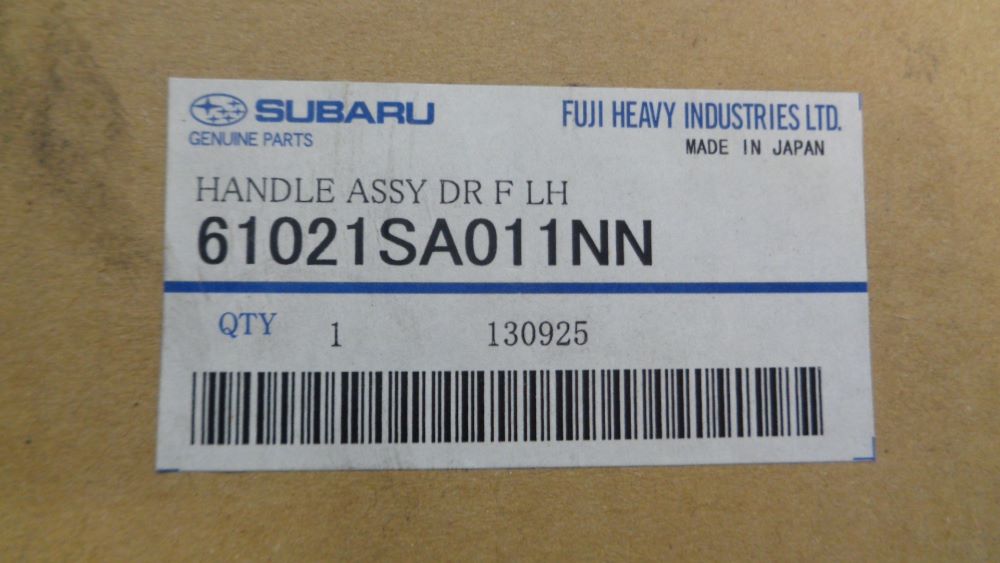 SUBARU
GENUINE PARTS
FUJI HEAVY INDUSTRIES LTD.
MADE IN JAPAN
HANDLE ASSY DR F LH
61021SA011NN
QTY 1 130925